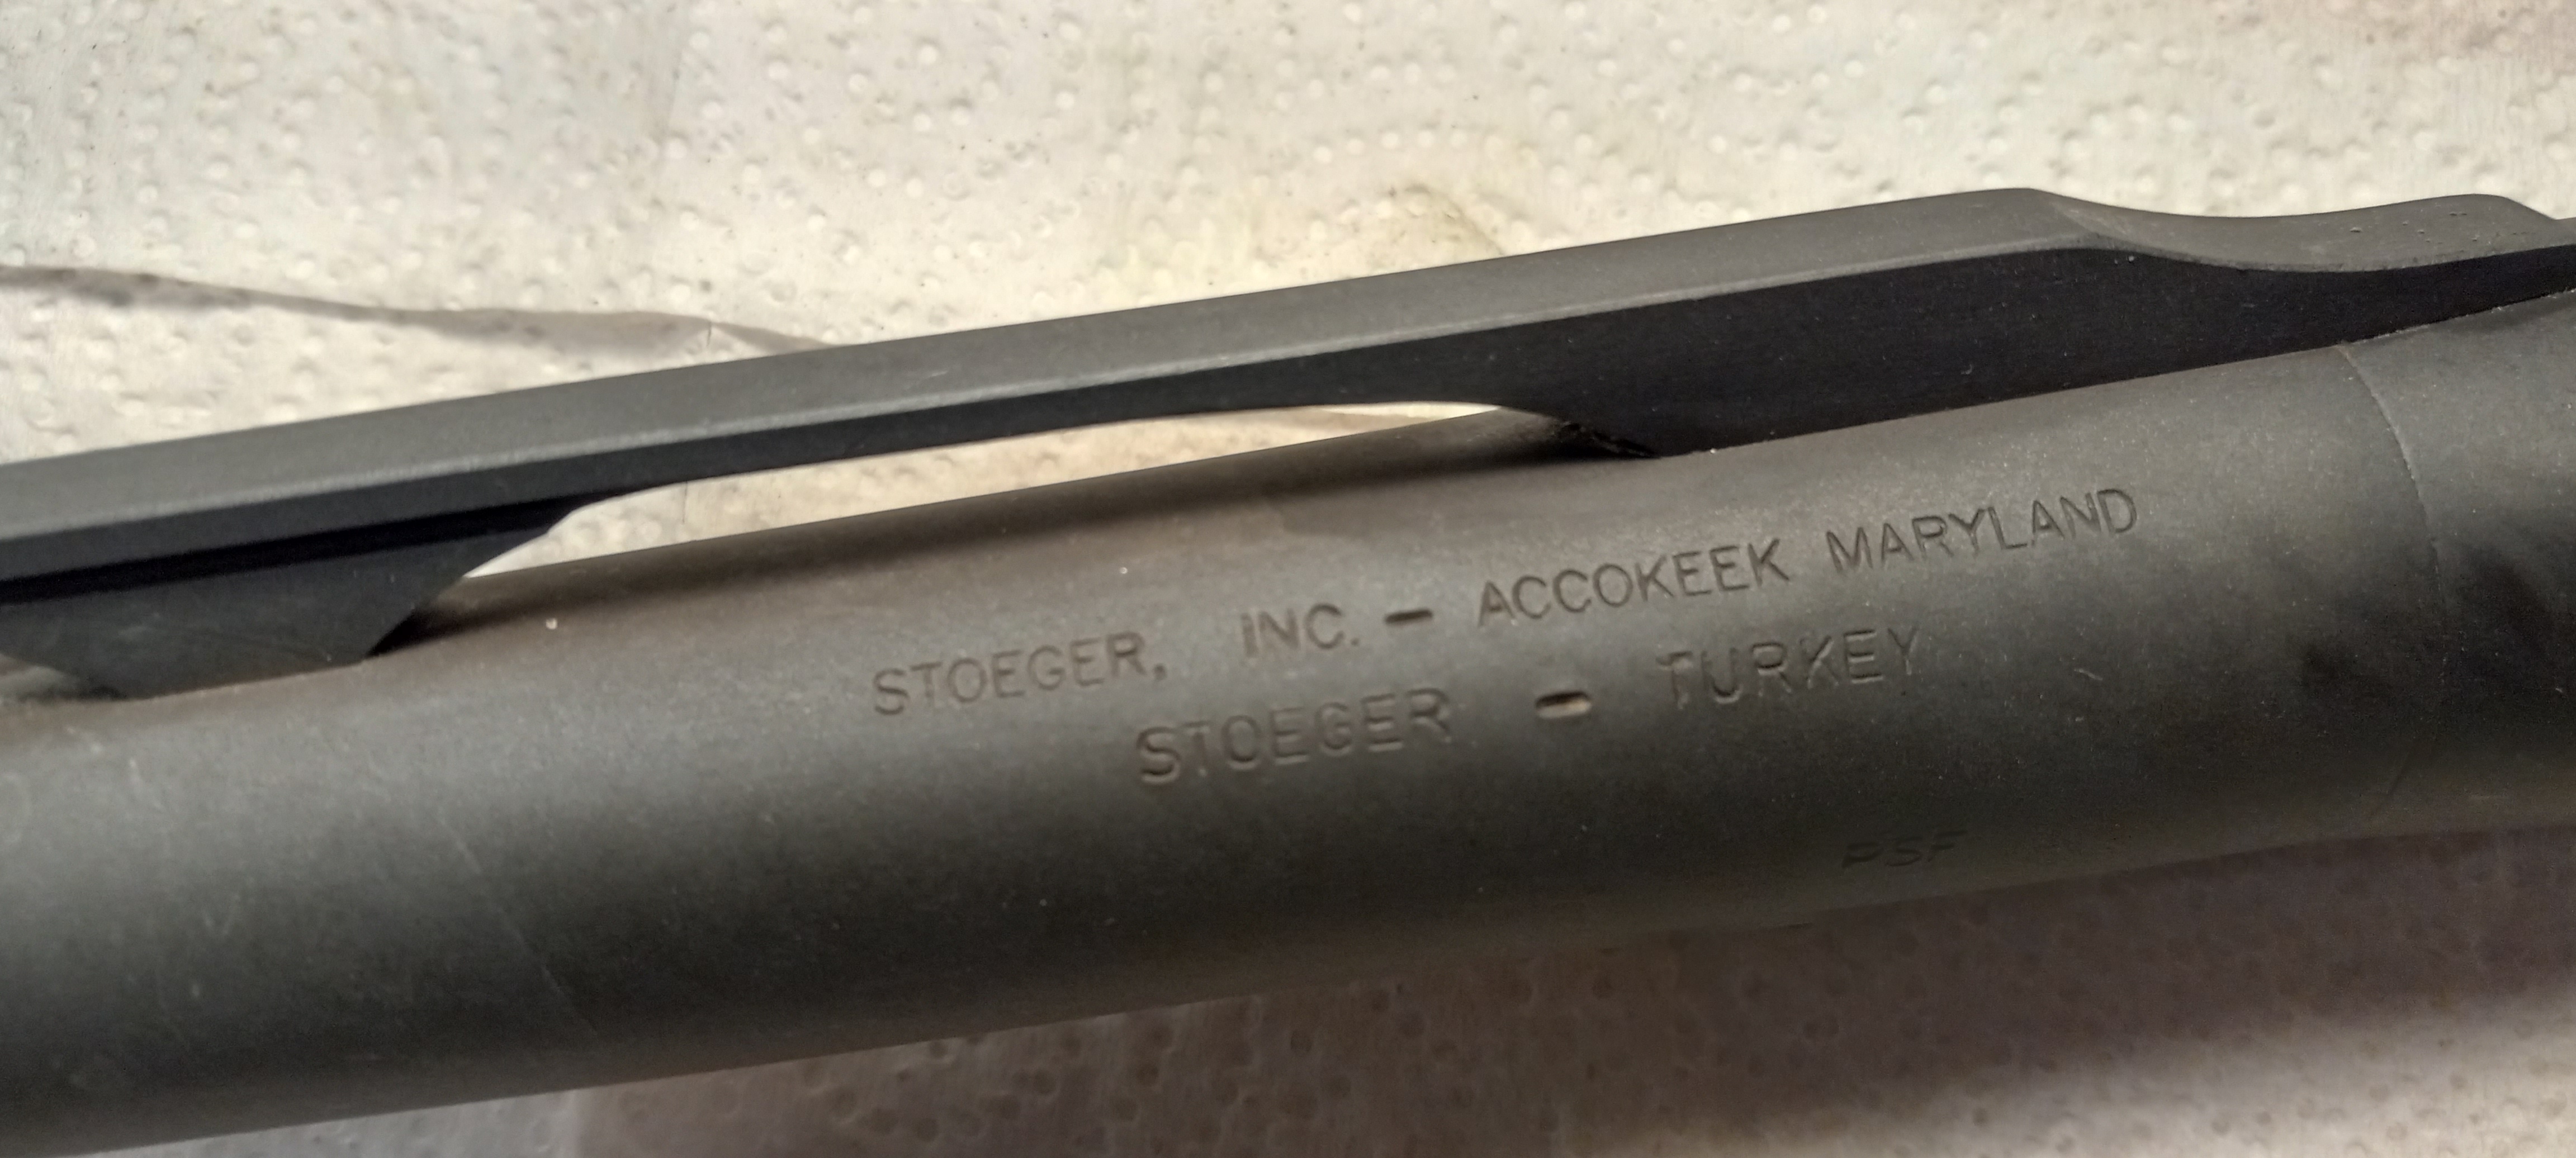 STOEGER, INC. - ACCOKEEK MARYLAND
STOEGER - TURKEY
PSF